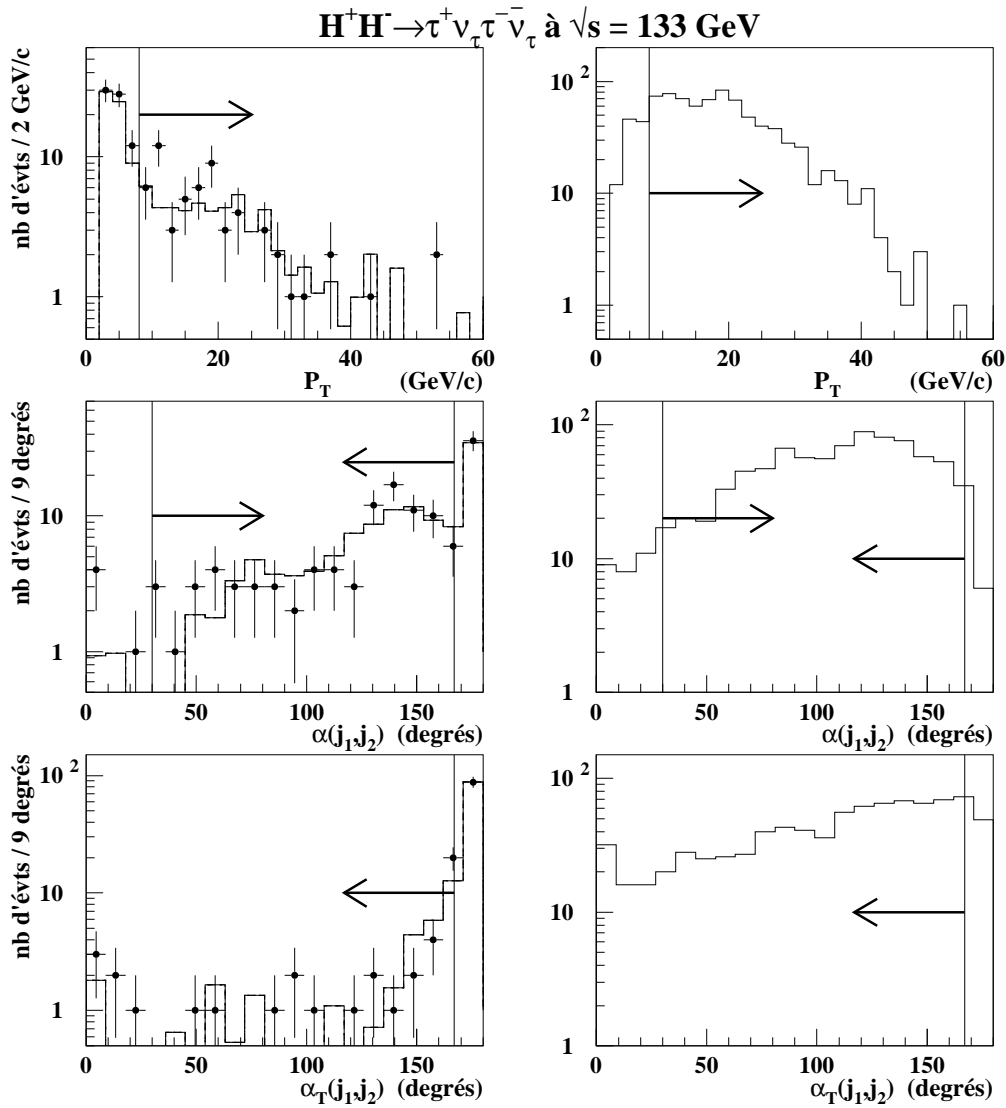 H⁺H⁻→τ⁺ν_τ τ⁻ν̄_τ à √s = 133 GeV
nb d'évts / 2 GeV/c
10
1
0 20 40 60
P_T (GeV/c)
10²
10
1
0 20 40 60
P_T (GeV/c)
nb d'évts / 9 degrés
10
1
0 50 100 150
α(j₁,j₂) (degrés)
10²
10
1
0 50 100 150
α(j₁,j₂) (degrés)
nb d'évts / 9 degrés
10²
10
1
0 50 100 150
α_T(j₁,j₂) (degrés)
10²
10
1
0 50 100 150
α_T(j₁,j₂) (degrés)